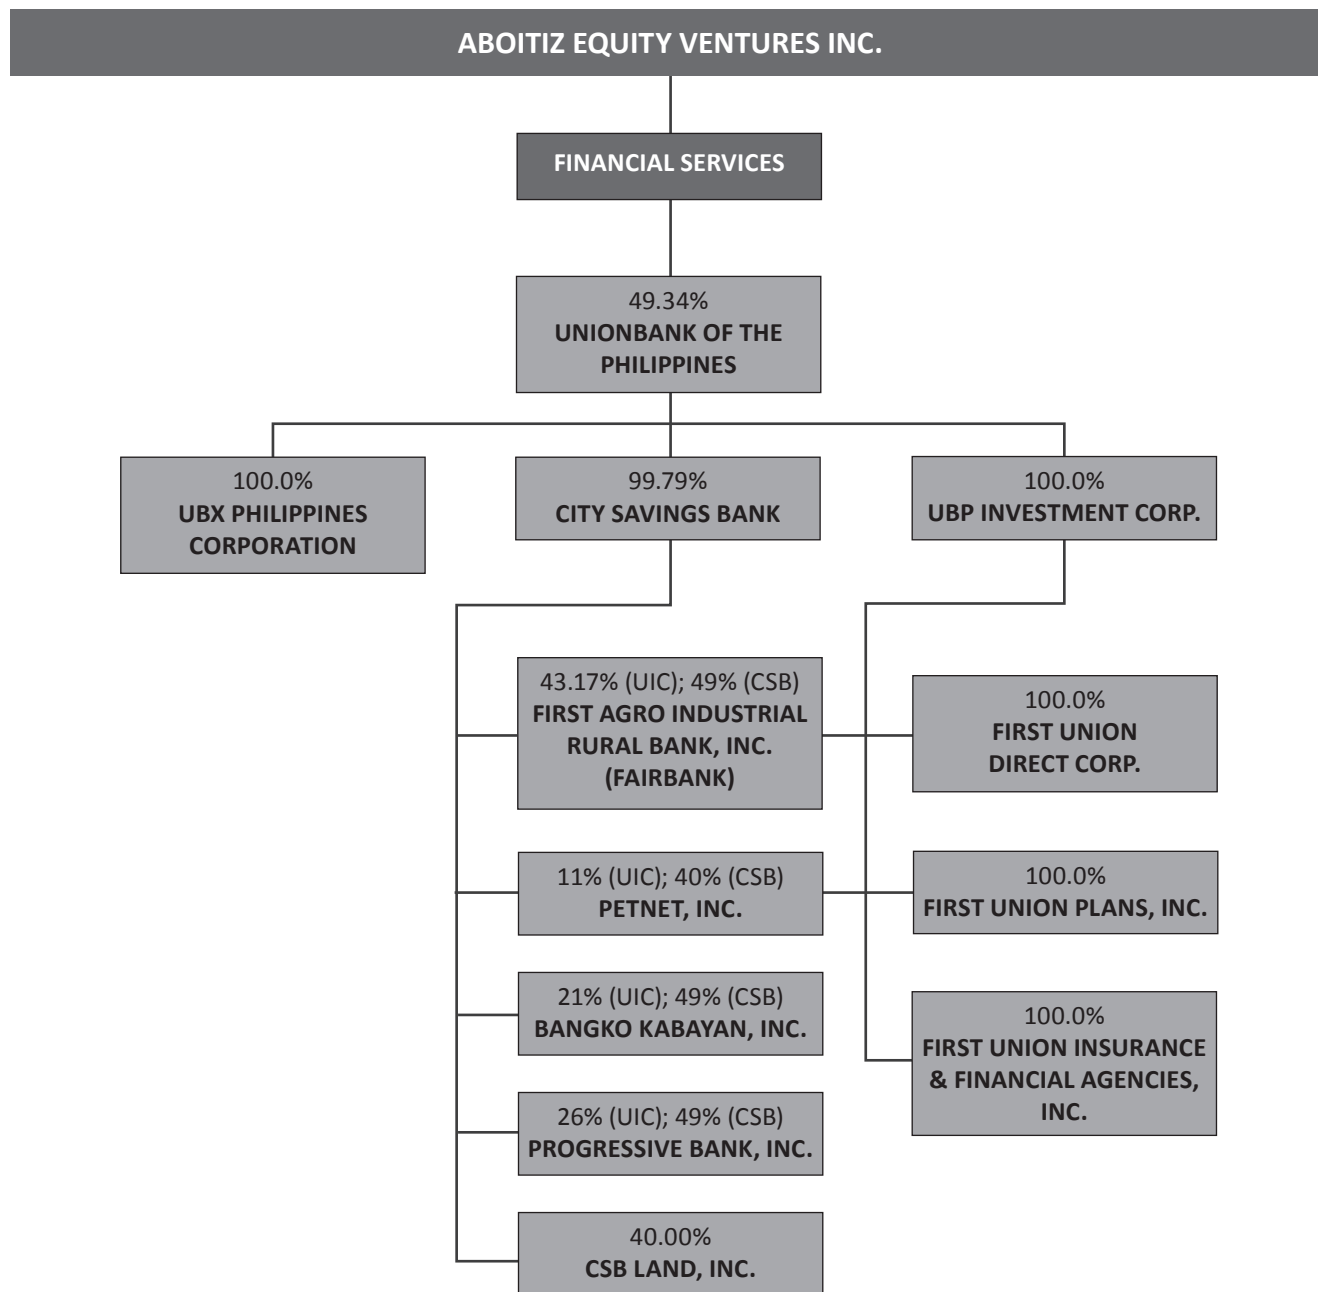 ABOITIZ EQUITY VENTURES INC.
FINANCIAL SERVICES
49.34%
UNIONBANK OF THE
PHILIPPINES
100.0%
UBX PHILIPPINES
CORPORATION
99.79%
CITY SAVINGS BANK
100.0%
UBP INVESTMENT CORP.
43.17% (UIC); 49% (CSB)
FIRST AGRO INDUSTRIAL
RURAL BANK, INC.
(FAIRBANK)
100.0%
FIRST UNION
DIRECT CORP.
11% (UIC); 40% (CSB)
PETNET, INC.
100.0%
FIRST UNION PLANS, INC.
21% (UIC); 49% (CSB)
BANGKO KABAYAN, INC.
100.0%
FIRST UNION INSURANCE
& FINANCIAL AGENCIES,
INC.
26% (UIC); 49% (CSB)
PROGRESSIVE BANK, INC.
40.00%
CSB LAND, INC.